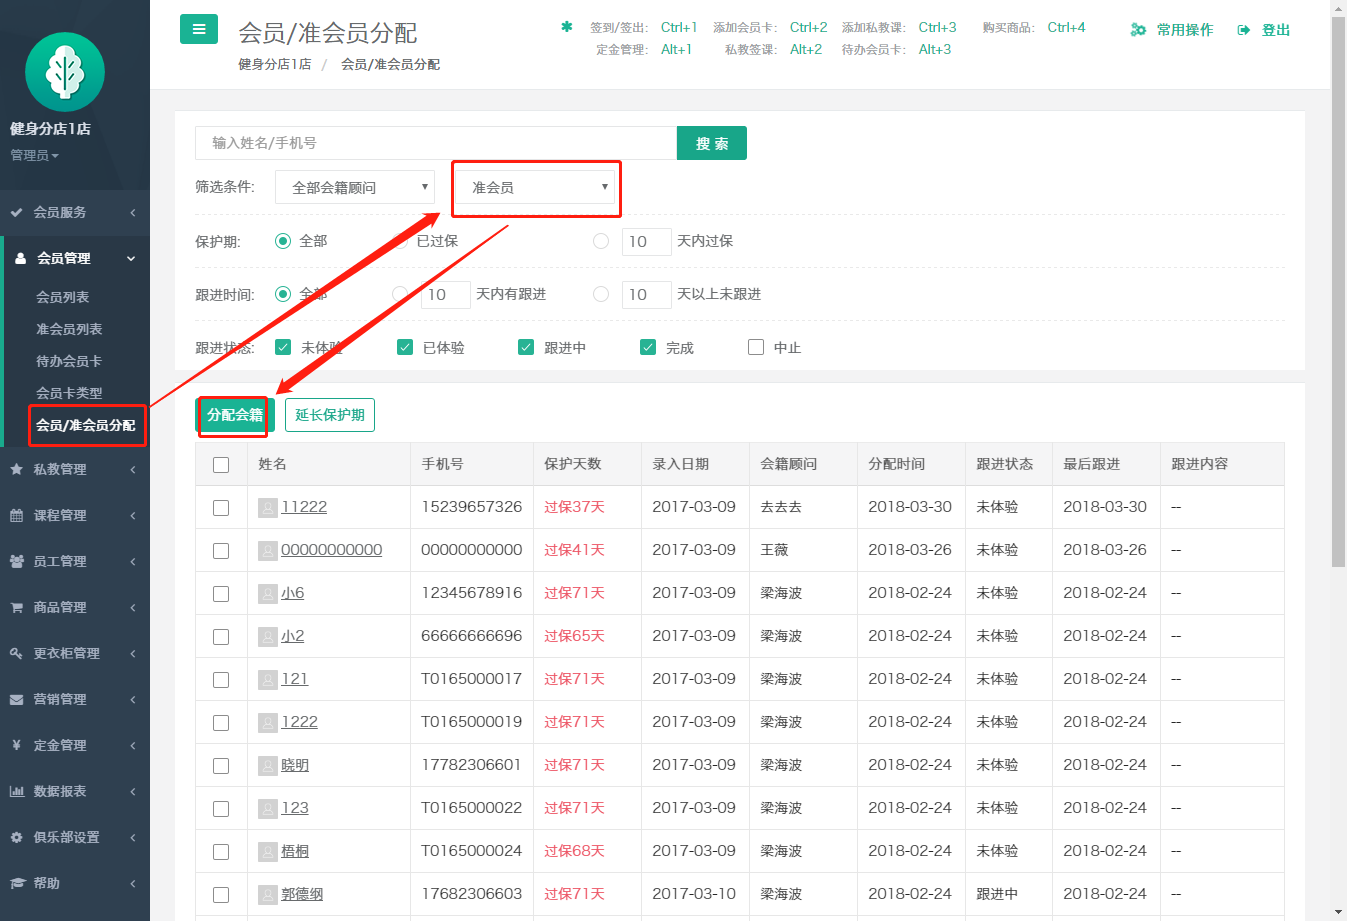 健身分店1店
管理员
会员服务
会员管理
会员列表
准会员列表
待办会员卡
会员卡类型
会员/准会员分配
私教管理
课程管理
员工管理
商品管理
更衣柜管理
营销管理
定金管理
数据报表
俱乐部设置
帮助
会员/准会员分配
健身分店1店 / 会员/准会员分配
签到/签出: Ctrl+1 添加会员卡: Ctrl+2 添加私教课: Ctrl+3 购买商品: Ctrl+4
定金管理: Alt+1 私教签课: Alt+2 待办会员卡: Alt+3
常用操作 登出
输入姓名/手机号 搜 索
筛选条件: 全部会籍顾问 准会员
保护期: 全部 已过保 10 天内过保
跟进时间: 全部 10 天内有跟进 10 天以上未跟进
跟进状态: 未体验 已体验 跟进中 完成 中止
分配会籍 延长保护期
姓名 手机号 保护天数 录入日期 会籍顾问 分配时间 跟进状态 最后跟进 跟进内容
11222 15239657326 过保37天 2017-03-09 去去去 2018-03-30 未体验 2018-03-30 --
00000000000 00000000000 过保41天 2017-03-09 王薇 2018-03-26 未体验 2018-03-26 --
小6 12345678916 过保71天 2017-03-09 梁海波 2018-02-24 未体验 2018-02-24 --
小2 66666666696 过保65天 2017-03-09 梁海波 2018-02-24 未体验 2018-02-24 --
121 T0165000017 过保71天 2017-03-09 梁海波 2018-02-24 未体验 2018-02-24 --
1222 T0165000019 过保71天 2017-03-09 梁海波 2018-02-24 未体验 2018-02-24 --
晓明 17782306601 过保71天 2017-03-09 梁海波 2018-02-24 未体验 2018-02-24 --
123 T0165000022 过保71天 2017-03-09 梁海波 2018-02-24 未体验 2018-02-24 --
梧桐 T0165000024 过保68天 2017-03-09 梁海波 2018-02-24 未体验 2018-02-24 --
郭德纲 17682306603 过保71天 2017-03-10 梁海波 2018-02-24 跟进中 2018-02-24 --